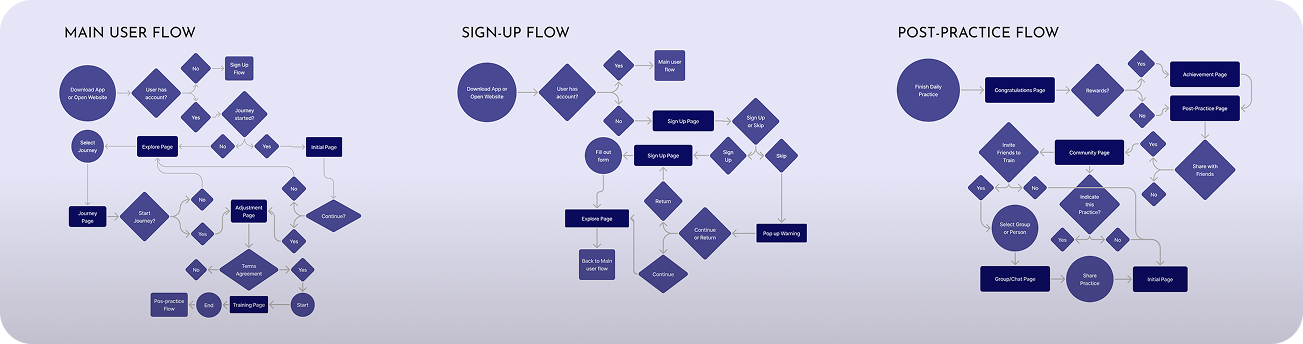 MAIN USER FLOW
Download App
or Open Website
User has
account?
No
Sign Up
Flow
Yes
Journey
started?
No
Yes
Initial Page
Explore Page
Select
Journey
Journey
Page
Start
Journey?
No
Yes
Adjustment
Page
No
Continue?
Yes
Terms
Agreement
No
Yes
Start
Training Page
End
Pos-practice
Flow
SIGN-UP FLOW
Download App
or Open Website
User has
account?
Yes
Main user
flow
No
Sign Up Page
Sign Up
or Skip
Sign
Up
Skip
Sign Up Page
Fill out
form
Return
Explore Page
Continue
or Return
Pop up Warning
Back to Main
user flow
Continue
POST-PRACTICE FLOW
Finish Daily
Practice
Congratulations Page
Rewards?
Yes
Achievement Page
No
Post-Practice Page
Share with
Friends
Yes
No
Community Page
Invite
Friends to
Train
Yes
No
Indicate
this
Practice?
Yes
No
Select Group
or Person
Group/Chat Page
Share
Practice
Initial Page